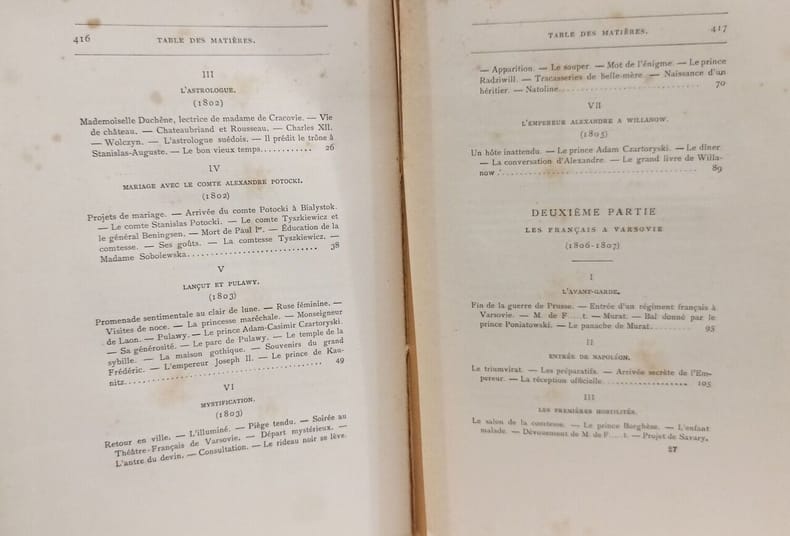 416
TABLE DES MATIÈRES.
III
L'ASTROLOGUE.
(1802)
Mademoiselle Duchêne, lectrice de madame de Cracovie. — Vie
de château. — Chateaubriand et Rousseau. — Charles XII.
— Wolczyn. — L'astrologue suédois. — Il prédit le trône à
Stanislas-Auguste. — Le bon vieux temps............ 26
IV
MARIAGE AVEC LE COMTE ALEXANDRE POTOCKI.
(1802)
Projets de mariage. — Arrivée du comte Potocki à Bialystok.
— Le comte Stanislas Potocki. — Le comte Tyszkiewicz et
le général Beningsen. — Mort de Paul Ier. — Éducation de la
comtesse. — Ses goûts. — La comtesse Tyszkiewicz. —
Madame Sobolewska........................... 38
V
LANÇUT ET PULAWY.
(1803)
Promenade sentimentale au clair de lune. — Ruse féminine. —
Visites de noce. — La princesse maréchale. — Monseigneur
de Laon. — Pulawy. — Le prince Adam-Casimir Czartoryski.
— Sa générosité. — Le parc de Pulawy. — Le temple de la
sybille. — La maison gothique. — Souvenirs du grand
Frédéric. — L'empereur Joseph II. — Le prince de Kau-
nitz........................................ 49
VI
MYSTIFICATION.
(1803)
Retour en ville. — L'illuminé. — Piège tendu. — Soirée au
Théâtre-Français de Varsovie. — Départ mystérieux. —
L'antre du devin. — Consultation. — Le rideau noir se lève.
TABLE DES MATIÈRES.
417
— Apparition. — Le souper. — Mot de l'énigme. — Le prince
Radziwill. — Tracasseries de belle-mère. — Naissance d'un
héritier. — Natoline........................... 70
VII
L'EMPEREUR ALEXANDRE A WILLANOW.
(1805)
Un hôte inattendu. — Le prince Adam Czartoryski. — Le dîner.
— La conversation d'Alexandre. — Le grand livre de Willa-
now.......................................... 89
DEUXIÈME PARTIE
LES FRANÇAIS A VARSOVIE
(1806-1807)
I
L'AVANT-GARDE.
Fin de la guerre de Prusse. — Entrée d'un régiment français à
Varsovie. — M. de F....t. — Murat. — Bal donné par le
prince Poniatowski. — Le panache de Murat........ 95
II
ENTRÉE DE NAPOLÉON.
Le triumvirat. — Les préparatifs. — Arrivée secrète de l'Em-
pereur. — La réception officielle.................. 105
III
LES PREMIÈRES HOSTILITÉS.
Le salon de la comtesse. — Le prince Borghèse. — L'enfant
malade. — Dévouement de M. de F....t. — Projet de Savary.
27